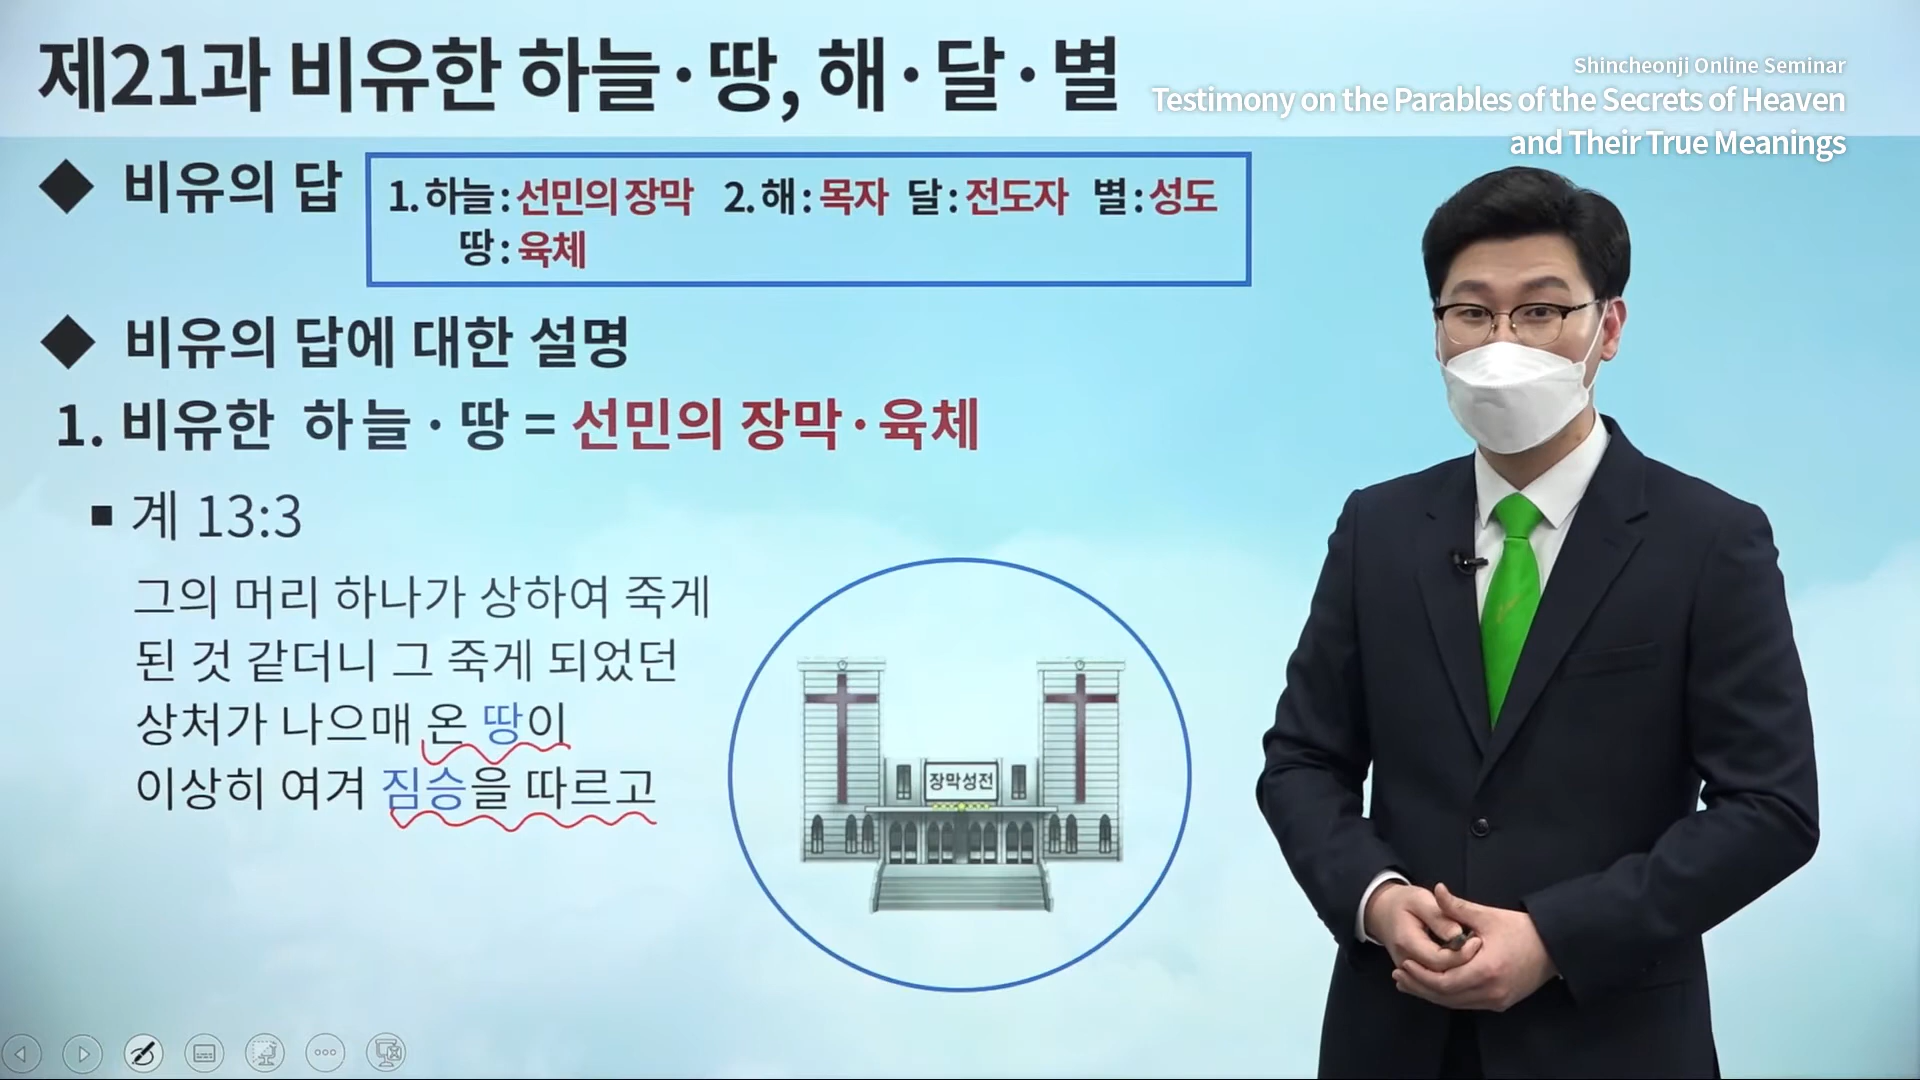 제21과 비유한 하늘·땅, 해·달·별
Shincheonji Online Seminar
Testimony on the Parables of the Secrets of Heaven
and Their True Meanings
◆ 비유의 답
1. 하늘 : 선민의 장막 2. 해 : 목자 달 : 전도자 별 : 성도
땅 : 육체
◆ 비유의 답에 대한 설명
1. 비유한 하늘 · 땅 = 선민의 장막 · 육체
■ 계 13:3
그의 머리 하나가 상하여 죽게
된 것 같더니 그 죽게 되었던
상처가 나으매 온 땅이
이상히 여겨 짐승을 따르고
장막성전